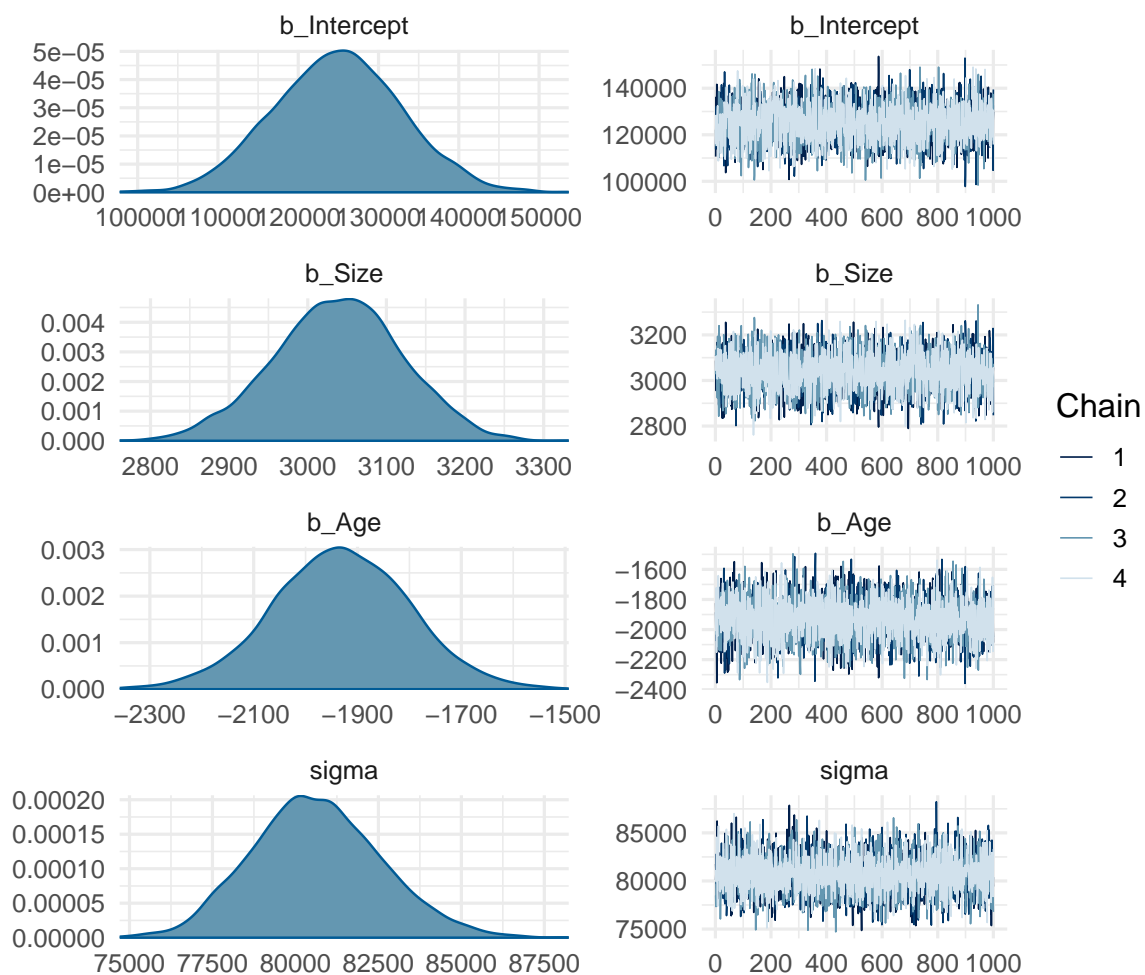 b_Intercept
5e−05
4e−05
3e−05
2e−05
1e−05
0e+00
100000 110000 120000 130000 140000 150000
b_Intercept
140000
120000
100000
0 200 400 600 800 1000
b_Size
0.004
0.003
0.002
0.001
0.000
2800 2900 3000 3100 3200 3300
b_Size
3200
3000
2800
0 200 400 600 800 1000
b_Age
0.003
0.002
0.001
0.000
−2300 −2100 −1900 −1700 −1500
b_Age
−1600
−1800
−2000
−2200
−2400
0 200 400 600 800 1000
sigma
0.00020
0.00015
0.00010
0.00005
0.00000
75000 77500 80000 82500 85000 87500
sigma
85000
80000
75000
0 200 400 600 800 1000
Chain
1
2
3
4